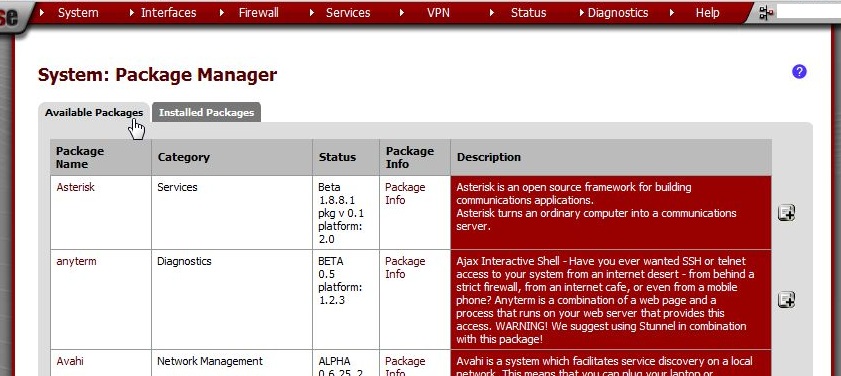 se
System Interfaces Firewall Services VPN Status Diagnostics Help
System: Package Manager
?
Available Packages Installed Packages
Package Name Category Status Package Info Description
Asterisk
Services
Beta
1.8.8.1
pkg v 0.1
platform:
2.0
Package
Info
Asterisk is an open source framework for building
communications applications.
Asterisk turns an ordinary computer into a communications
server.
anyterm
Diagnostics
BETA
0.5
platform:
1.2.3
Package
Info
Ajax Interactive Shell - Have you ever wanted SSH or telnet
access to your system from an internet desert - from behind a
strict firewall, from an internet cafe, or even from a mobile
phone? Anyterm is a combination of a web page and a
process that runs on your web server that provides this
access. WARNING! We suggest using Stunnel in combination
with this package!
Avahi
Network Management
ALPHA
0.6.25_2
Package
Info
Avahi is a system which facilitates service discovery on a local
network. This means that you can plug your laptop or